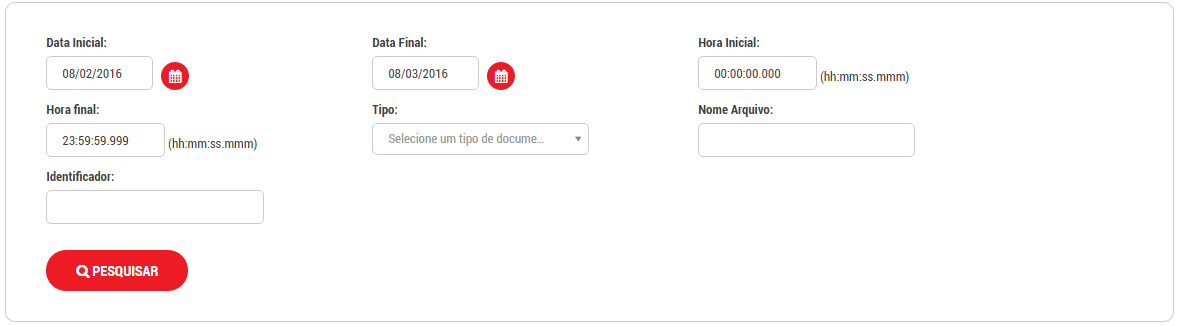 Data Inicial: Data Final: Hora Inicial:
08/02/2016 08/03/2016 00:00:00.000 (hh:mm:ss.mmm)
Hora final: Tipo: Nome Arquivo:
23:59:59.999 (hh:mm:ss.mmm) Selecione um tipo de docume...
Identificador:
PESQUISAR